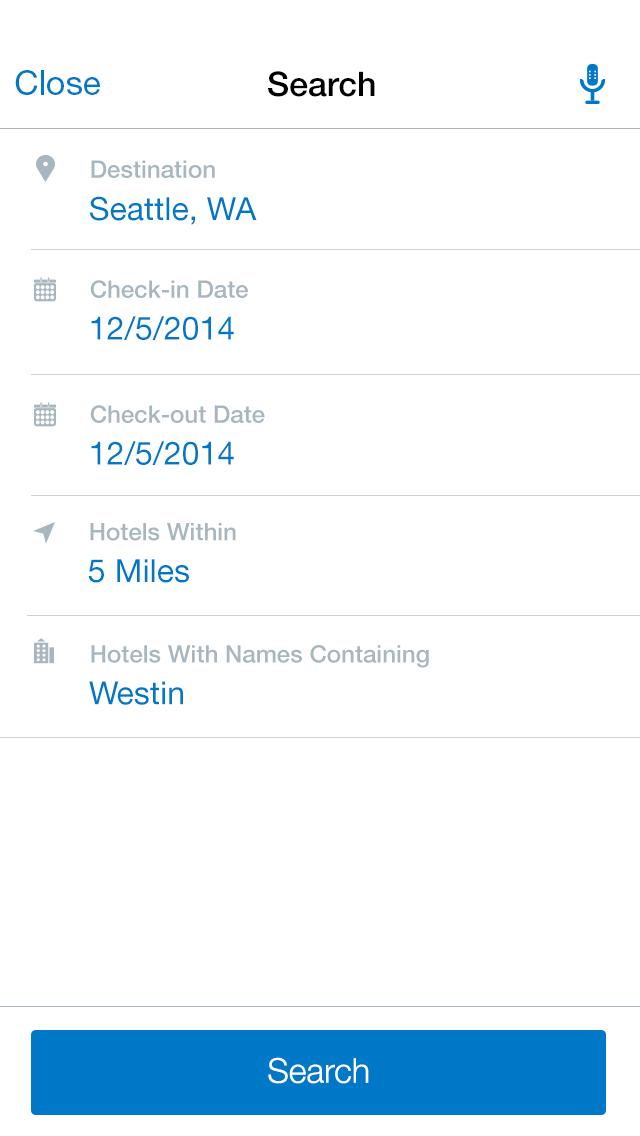 Close Search
Destination
Seattle, WA
Check-in Date
12/5/2014
Check-out Date
12/5/2014
Hotels Within
5 Miles
Hotels With Names Containing
Westin
Search